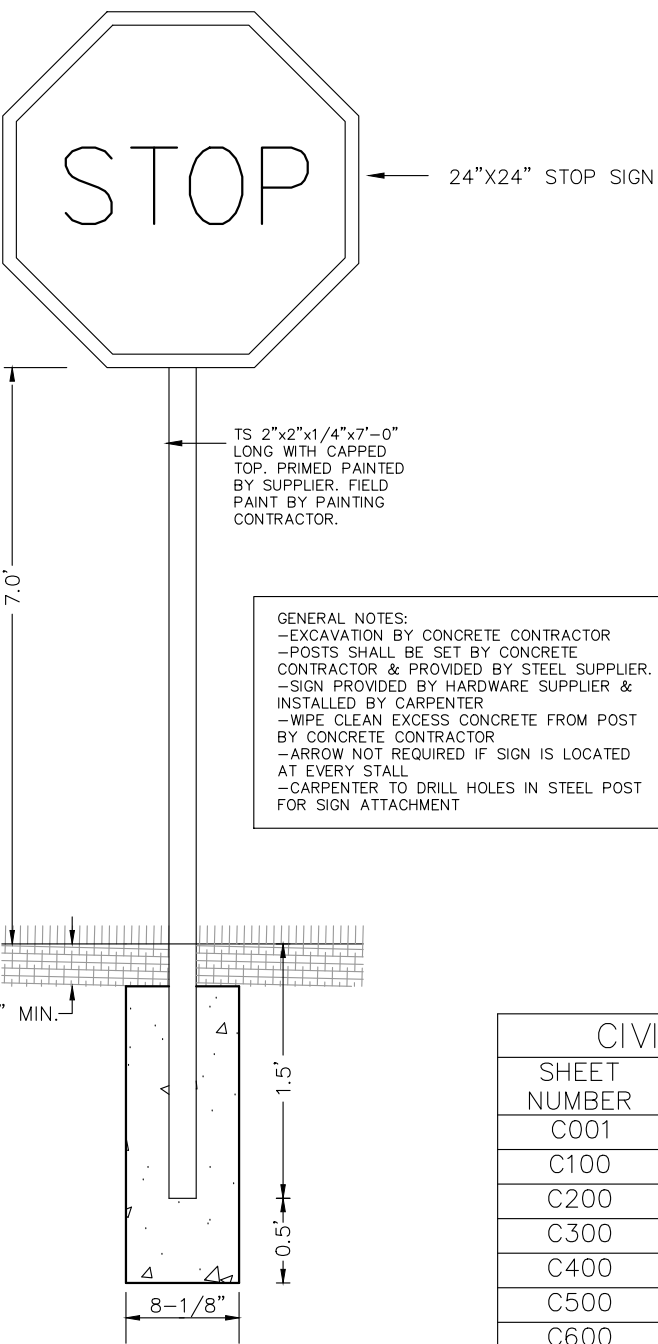 STOP
24"X24" STOP SIGN
TS 2"x2"x1/4"x7'-0"
LONG WITH CAPPED
TOP. PRIMED PAINTED
BY SUPPLIER. FIELD
PAINT BY PAINTING
CONTRACTOR.
7.0'
GENERAL NOTES:
-EXCAVATION BY CONCRETE CONTRACTOR
-POSTS SHALL BE SET BY CONCRETE
CONTRACTOR & PROVIDED BY STEEL SUPPLIER.
-SIGN PROVIDED BY HARDWARE SUPPLIER &
INSTALLED BY CARPENTER
-WIPE CLEAN EXCESS CONCRETE FROM POST
BY CONCRETE CONTRACTOR
-ARROW NOT REQUIRED IF SIGN IS LOCATED
AT EVERY STALL
-CARPENTER TO DRILL HOLES IN STEEL POST
FOR SIGN ATTACHMENT
" MIN.
1.5'
0.5'
8-1/8"
CIVI
SHEET
NUMBER
C001
C100
C200
C300
C400
C500
C600